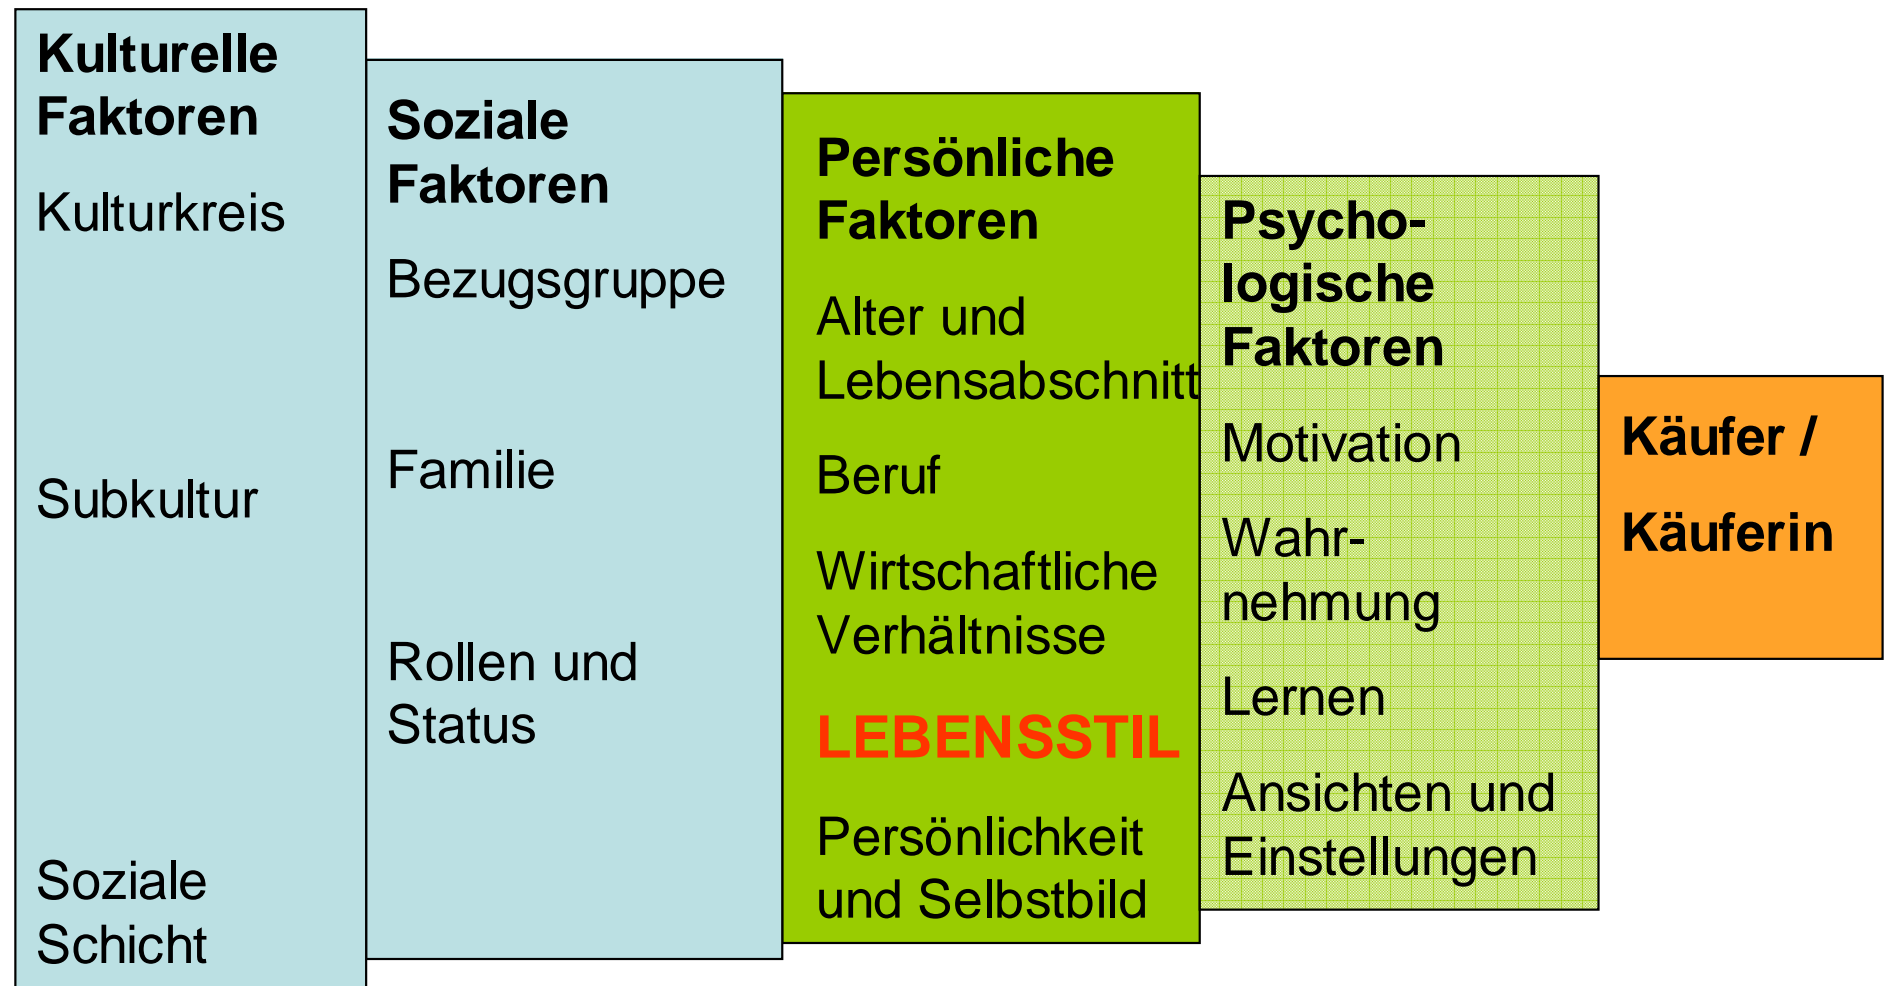 Kulturelle
Faktoren
Kulturkreis
Subkultur
Soziale
Schicht
Soziale
Faktoren
Bezugsgruppe
Familie
Rollen und
Status
Persönliche
Faktoren
Alter und
Lebensabschnitt
Beruf
Wirtschaftliche
Verhältnisse
LEBENSSTIL
Persönlichkeit
und Selbstbild
Psycho-
logische
Faktoren
Motivation
Wahr-
nehmung
Lernen
Ansichten und
Einstellungen
Käufer /
Käuferin